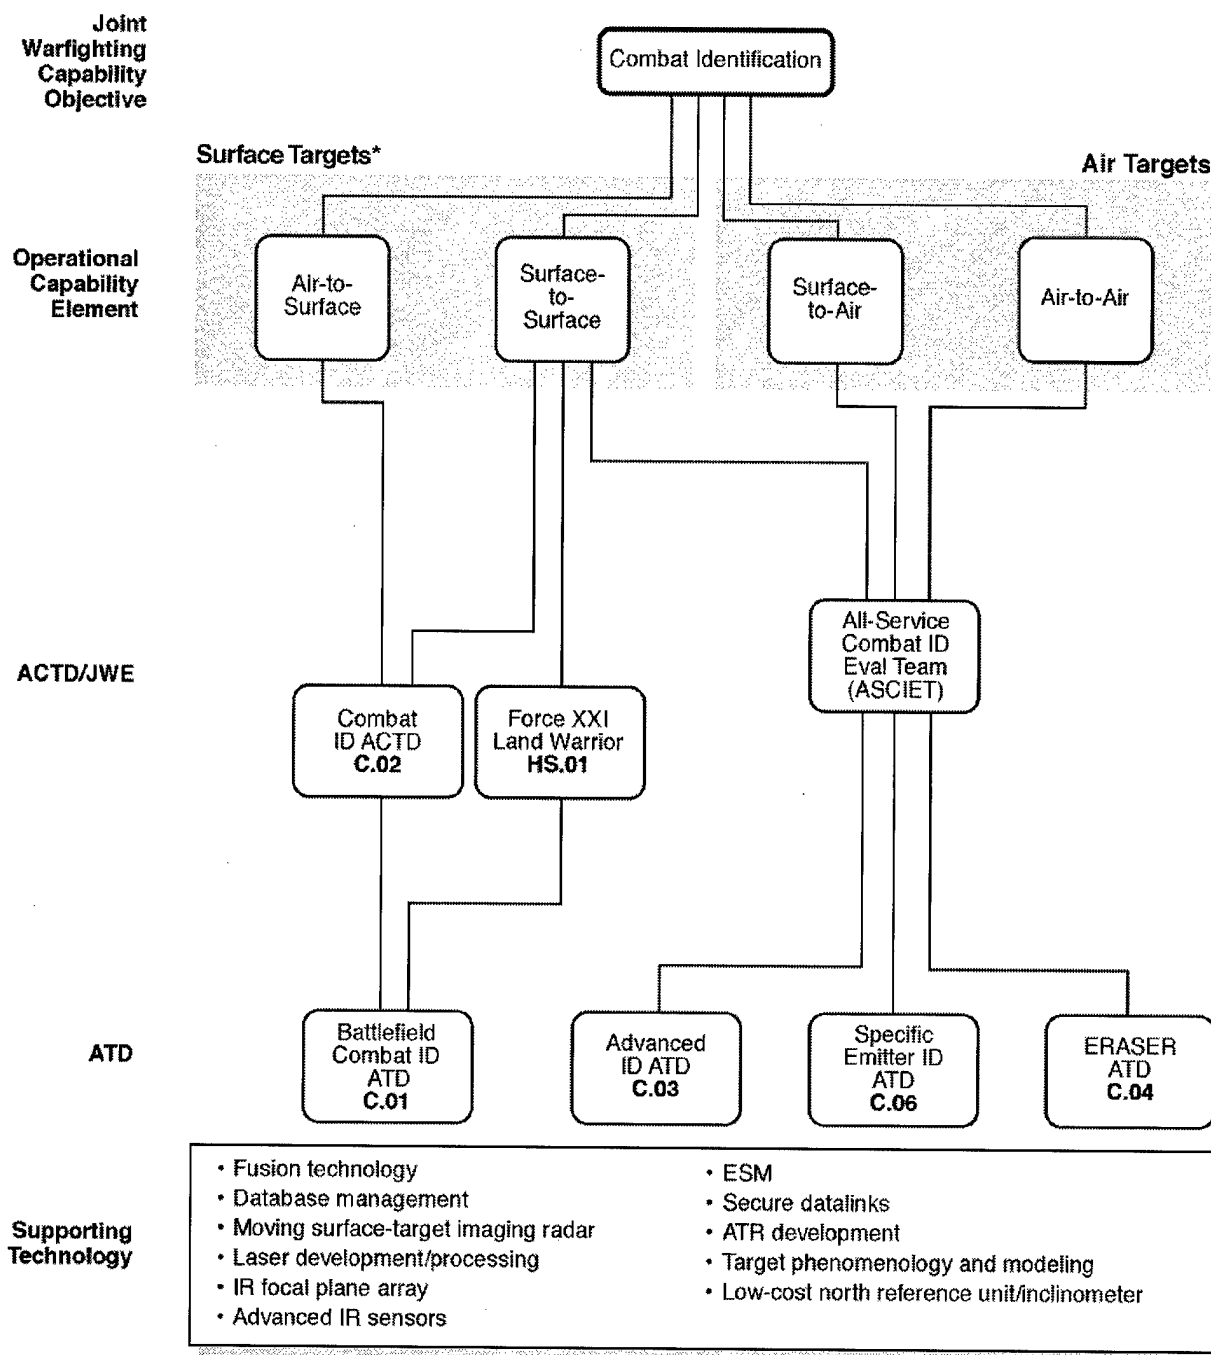 Joint
Warfighting
Capability
Objective
Combat Identification
Surface Targets*
Air Targets
Operational
Capability
Element
Air-to-
Surface
Surface-
to-
Surface
Surface-
to-Air
Air-to-Air
ACTD/JWE
All-Service
Combat ID
Eval Team
(ASCIET)
Combat
ID ACTD
C.02
Force XXI
Land Warrior
HS.01
ATD
Battlefield
Combat ID
ATD
C.01
Advanced
ID ATD
C.03
Specific
Emitter ID
ATD
C.06
ERASER
ATD
C.04
Supporting
Technology
• Fusion technology
• Database management
• Moving surface-target imaging radar
• Laser development/processing
• IR focal plane array
• Advanced IR sensors
• ESM
• Secure datalinks
• ATR development
• Target phenomenology and modeling
• Low-cost north reference unit/inclinometer